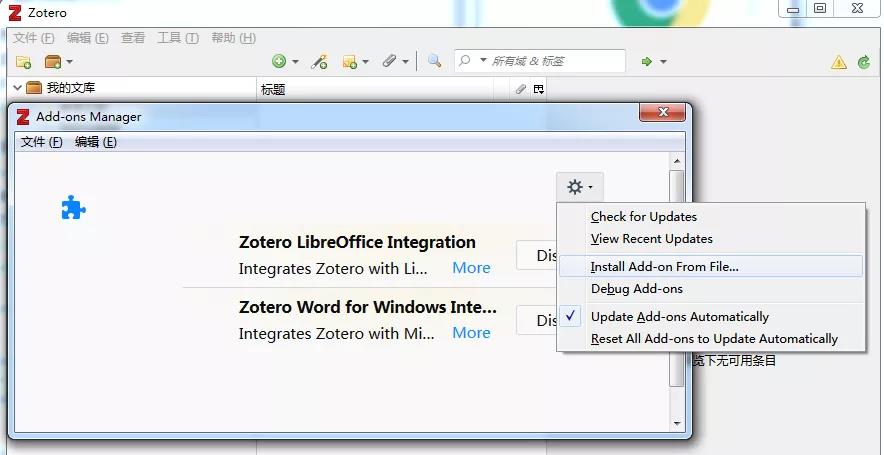 Zotero
文件 (F) 编辑 (E) 查看 工具 (T) 帮助 (H)
所有域 & 标签
我的文库
标题
Add-ons Manager
文件 (F) 编辑 (E)
Check for Updates
View Recent Updates
Install Add-on From File...
Debug Add-ons
Update Add-ons Automatically
Reset All Add-ons to Update Automatically
Zotero LibreOffice Integration
Integrates Zotero with Li... More
Dis
Zotero Word for Windows Inte...
Integrates Zotero with Mi... More
Dis
览下无可用条目